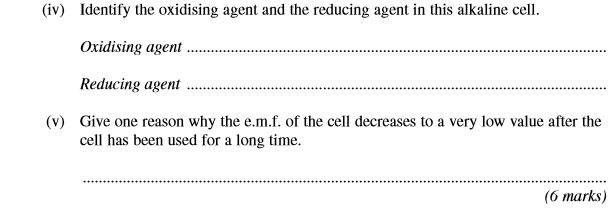 (iv) Identify the oxidising agent and the reducing agent in this alkaline cell.
Oxidising agent ..........................................................................................................
Reducing agent ..........................................................................................................
(v) Give one reason why the e.m.f. of the cell decreases to a very low value after the
cell has been used for a long time.
....................................................................................................................................
(6 marks)